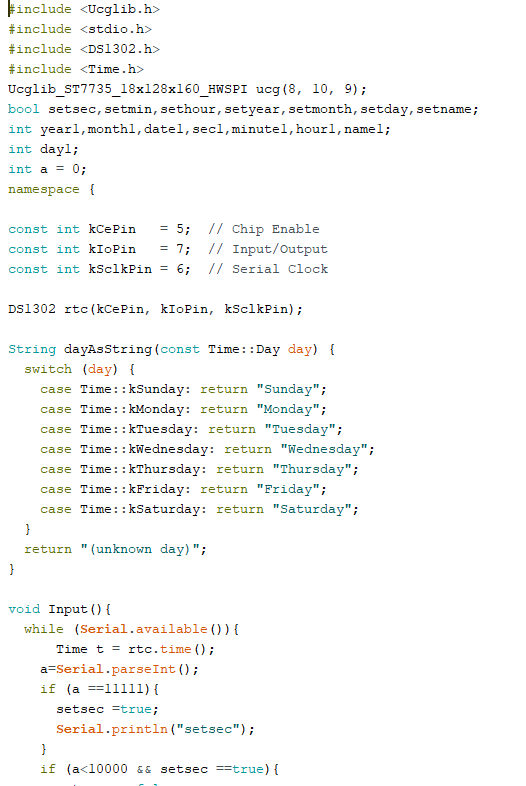 #include <Ucglib.h>
#include <stdio.h>
#include <DS1302.h>
#include <Time.h>
Ucglib_ST7735_18x128x160_HWSPI ucg(8, 10, 9);
bool setsec,setmin,sethour,setyear,setmonth,setday,setname;
int year1,month1,date1,sec1,minute1,hour1,name1;
int day1;
int a = 0;
namespace {

const int kCePin   = 5;  // Chip Enable
const int kIoPin   = 7;  // Input/Output
const int kSclkPin = 6;  // Serial Clock

DS1302 rtc(kCePin, kIoPin, kSclkPin);

String dayAsString(const Time::Day day) {
  switch (day) {
    case Time::kSunday: return "Sunday";
    case Time::kMonday: return "Monday";
    case Time::kTuesday: return "Tuesday";
    case Time::kWednesday: return "Wednesday";
    case Time::kThursday: return "Thursday";
    case Time::kFriday: return "Friday";
    case Time::kSaturday: return "Saturday";
  }
  return "(unknown day)";
}

void Input(){
  while (Serial.available()){
      Time t = rtc.time();
    a=Serial.parseInt();
    if (a ==11111){
      setsec =true;
      Serial.println("setsec");
    }
    if (a<10000 && setsec ==true){